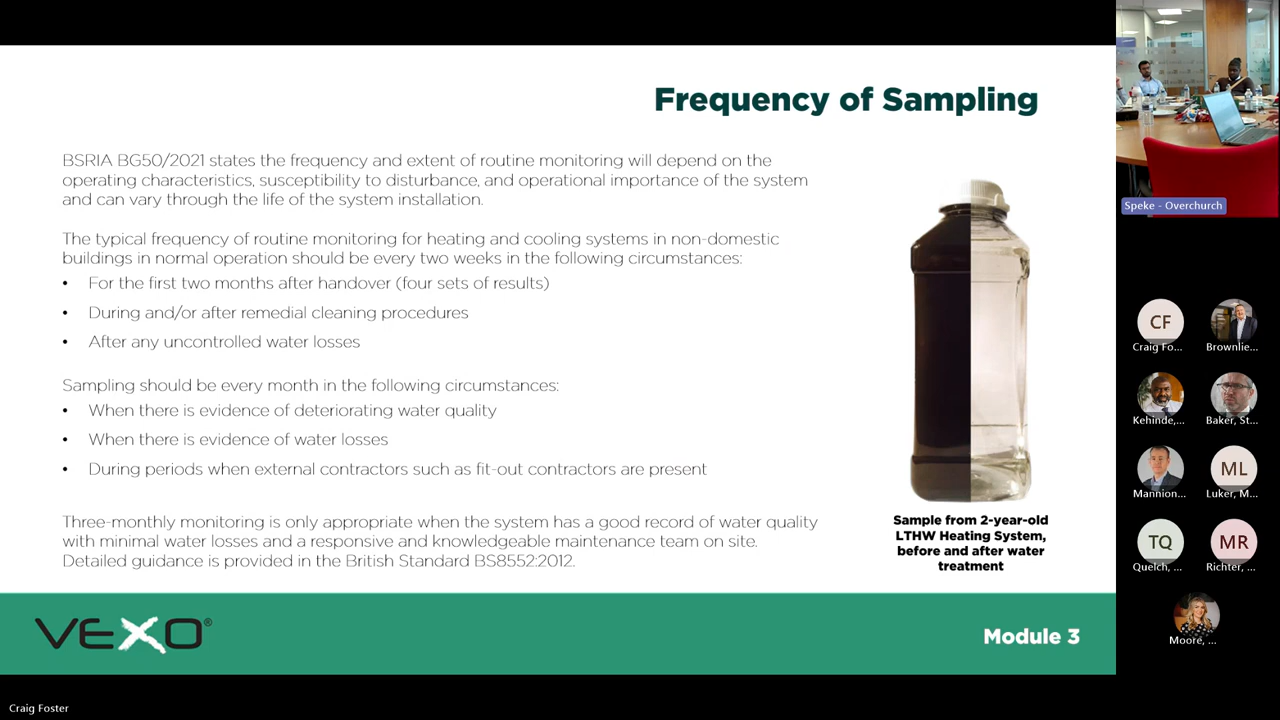 Frequency of Sampling
BSRIA BG50/2021 states the frequency and extent of routine monitoring will depend on the
operating characteristics, susceptibility to disturbance, and operational importance of the system
and can vary through the life of the system installation.
The typical frequency of routine monitoring for heating and cooling systems in non-domestic
buildings in normal operation should be every two weeks in the following circumstances:
• For the first two months after handover (four sets of results)
• During and/or after remedial cleaning procedures
• After any uncontrolled water losses
Sampling should be every month in the following circumstances:
• When there is evidence of deteriorating water quality
• When there is evidence of water losses
• During periods when external contractors such as fit-out contractors are present
Three-monthly monitoring is only appropriate when the system has a good record of water quality
with minimal water losses and a responsive and knowledgeable maintenance team on site.
Detailed guidance is provided in the British Standard BS8552:2012.
Sample from 2-year-old
LTHW Heating System,
before and after water
treatment
VEXO®
Module 3
Craig Foster
Speke - Overchurch
CF
Craig Fo...
Brownlie...
Kehinde,...
Baker, St...
Mannion...
ML
Luker, M...
TQ
Quelch, ...
MR
Richter, ...
Moore, ...